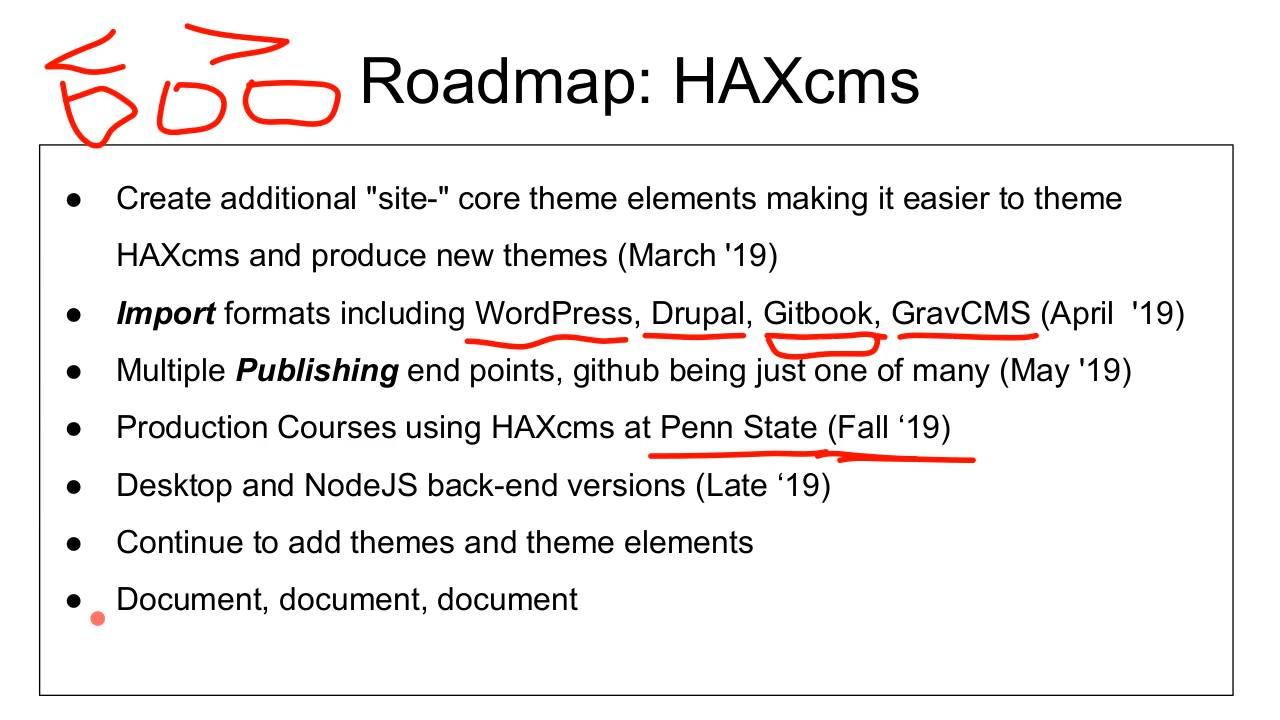 Roadmap: HAXcms
● Create additional "site-" core theme elements making it easier to theme
HAXcms and produce new themes (March '19)
● Import formats including WordPress, Drupal, Gitbook, GravCMS (April '19)
● Multiple Publishing end points, github being just one of many (May '19)
● Production Courses using HAXcms at Penn State (Fall ‘19)
● Desktop and NodeJS back-end versions (Late ‘19)
● Continue to add themes and theme elements
● Document, document, document